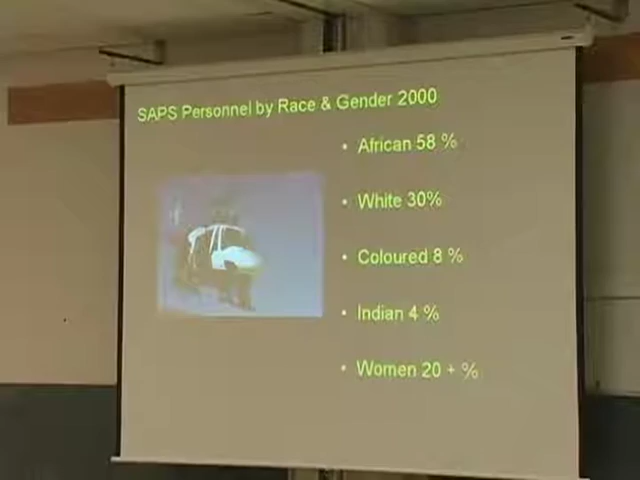 SAPS Personnel by Race & Gender 2000
• African 58 %
• White 30%
• Coloured 8 %
• Indian 4 %
• Women 20 + %